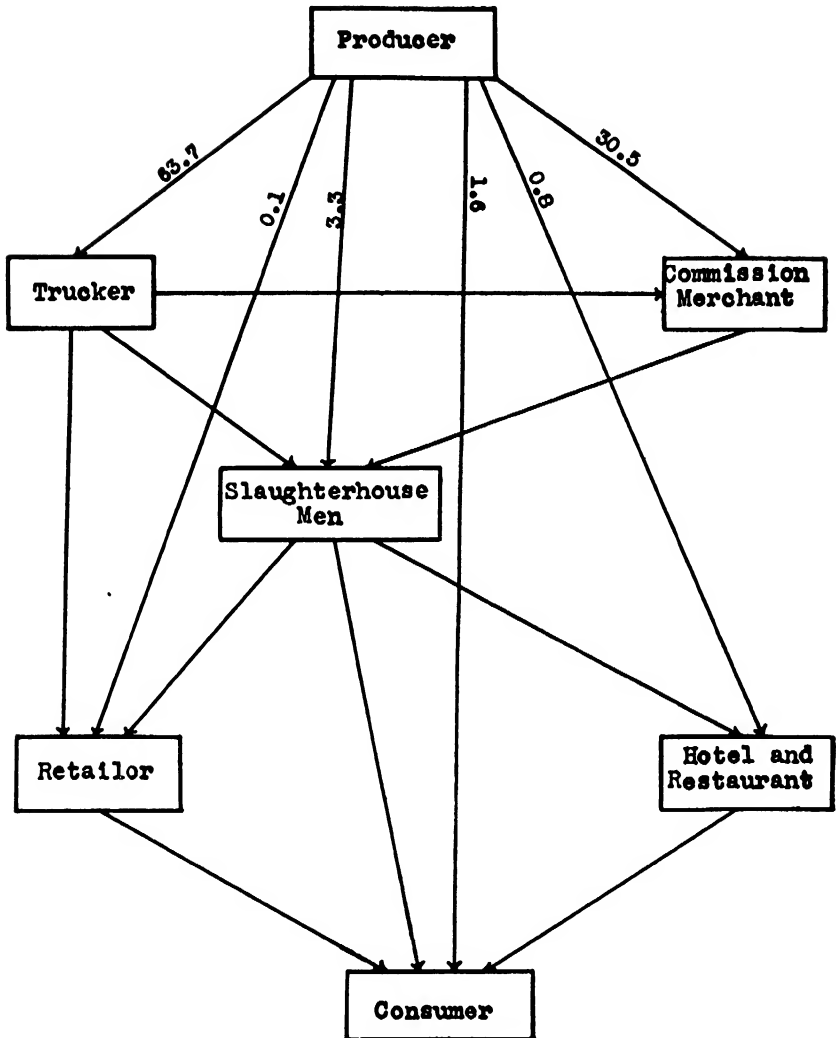 Producer
63.7
0.1
3.3
1.6
0.8
30.5
Trucker
Commission
Merchant
Slaughterhouse
Men
Retailor
Hotel and
Restaurant
Consumer